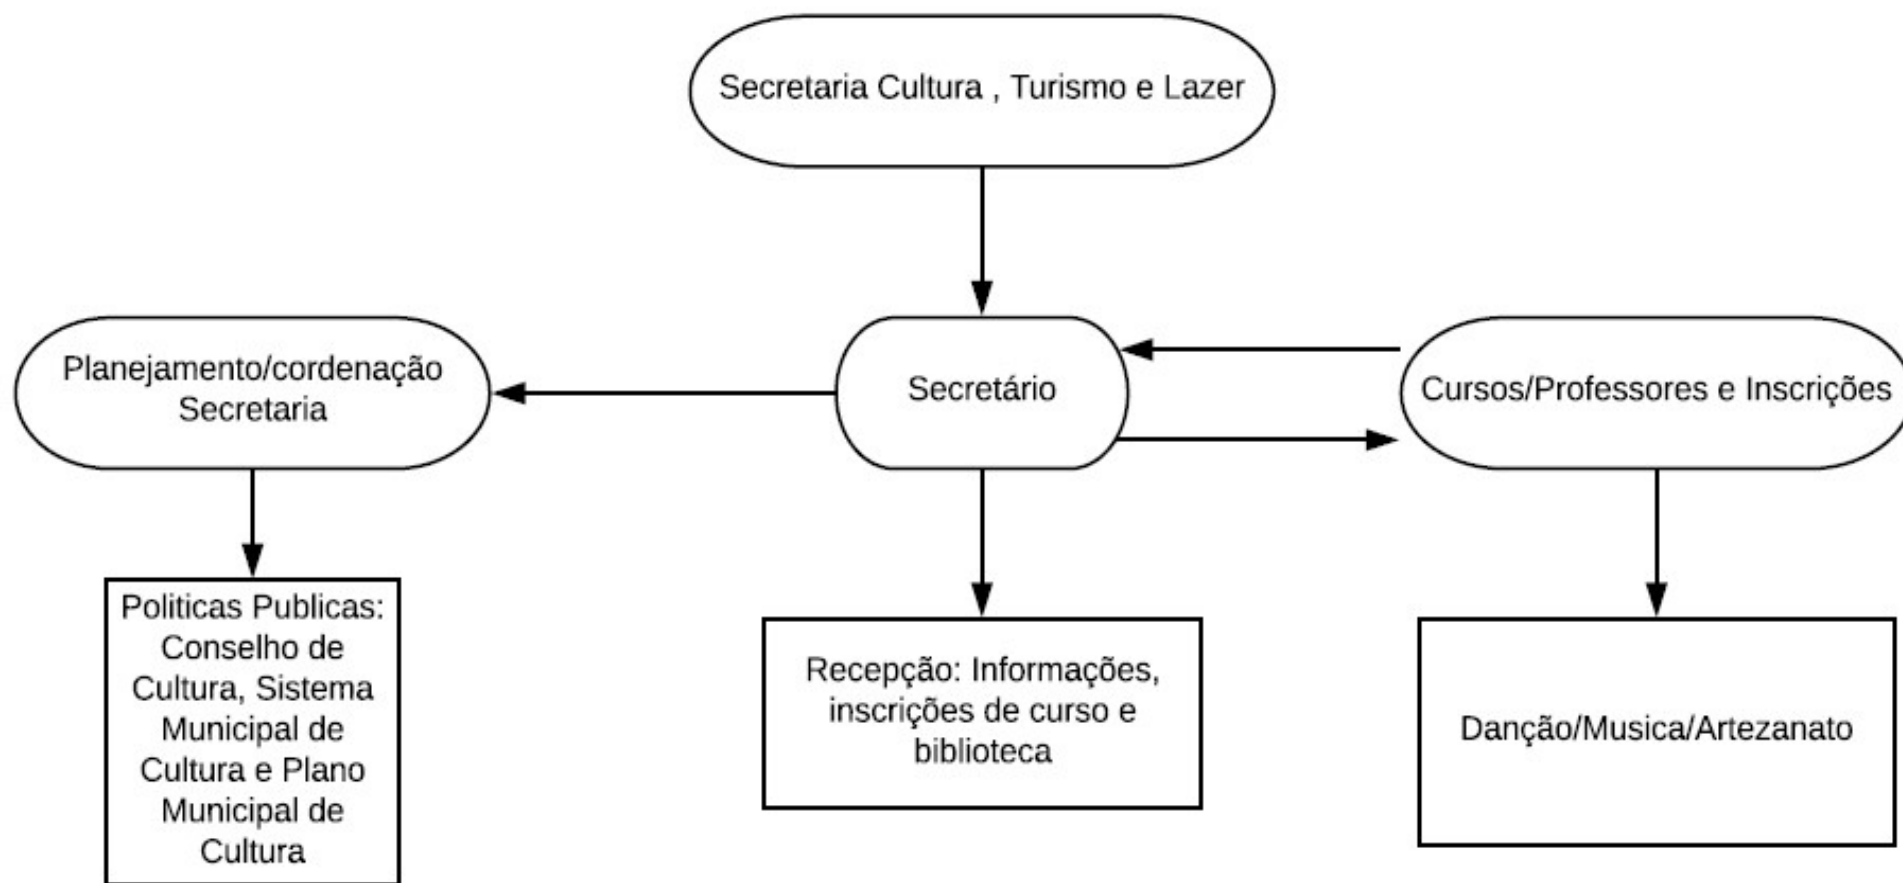 Secretaria Cultura , Turismo e Lazer
Planejamento/cordenação
Secretaria
Secretário
Cursos/Professores e Inscrições
Politicas Publicas:
Conselho de
Cultura, Sistema
Municipal de
Cultura e Plano
Municipal de
Cultura
Recepção: Informações,
inscrições de curso e
biblioteca
Danção/Musica/Artezanato